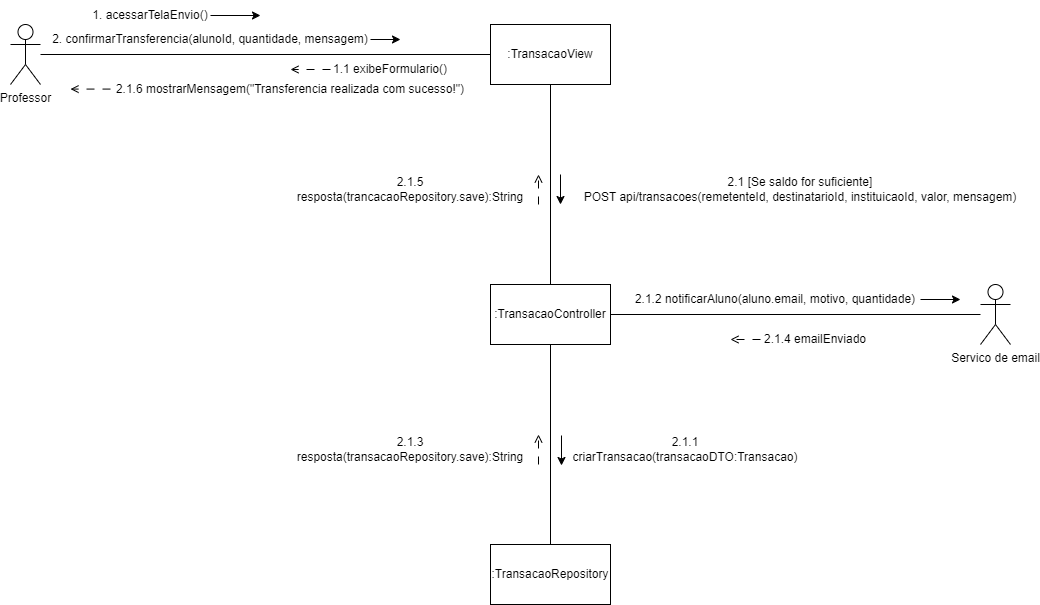 1. acessarTelaEnvio()
2. confirmarTransferencia(alunoId, quantidade, mensagem)
:TransacaoView
1.1 exibeFormulario()
2.1.6 mostrarMensagem("Transferencia realizada com sucesso!")
Professor
2.1.5
resposta(trancacaoRepository.save):String
2.1 [Se saldo for suficiente]
POST api/transacoes(remetenteId, destinatarioId, instituicaoId, valor, mensagem)
2.1.2 notificarAluno(aluno.email, motivo, quantidade)
:TransacaoController
2.1.4 emailEnviado
Servico de email
2.1.3
resposta(transacaoRepository.save):String
2.1.1
criarTransacao(transacaoDTO:Transacao)
:TransacaoRepository